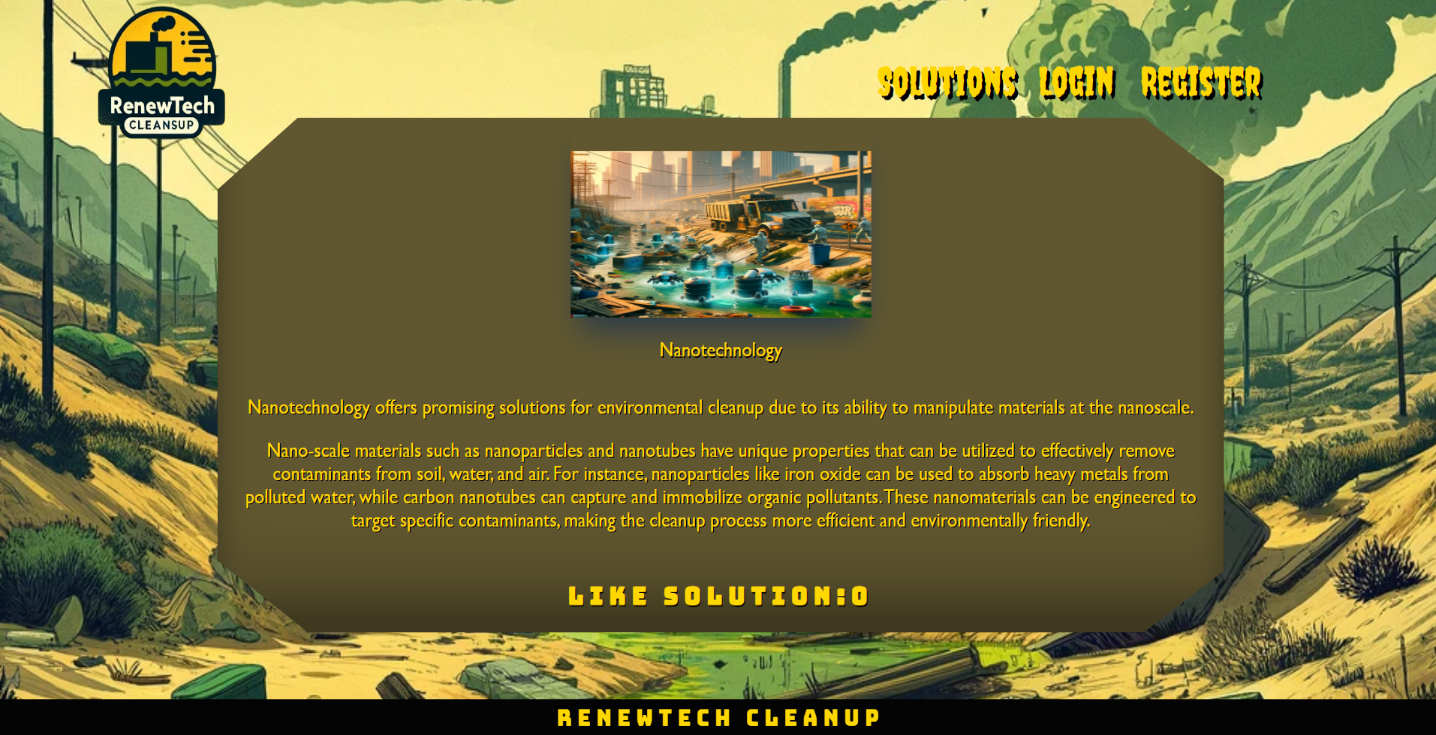 RenewTech
CLEANSUP
SOLUTIONS LOGIN REGISTER
Nanotechnology
Nanotechnology offers promising solutions for environmental cleanup due to its ability to manipulate materials at the nanoscale.
Nano-scale materials such as nanoparticles and nanotubes have unique properties that can be utilized to effectively remove
contaminants from soil, water, and air. For instance, nanoparticles like iron oxide can be used to absorb heavy metals from
polluted water, while carbon nanotubes can capture and immobilize organic pollutants. These nanomaterials can be engineered to
target specific contaminants, making the cleanup process more efficient and environmentally friendly.
LIKE SOLUTION:0
RENEWTECH CLEANUP